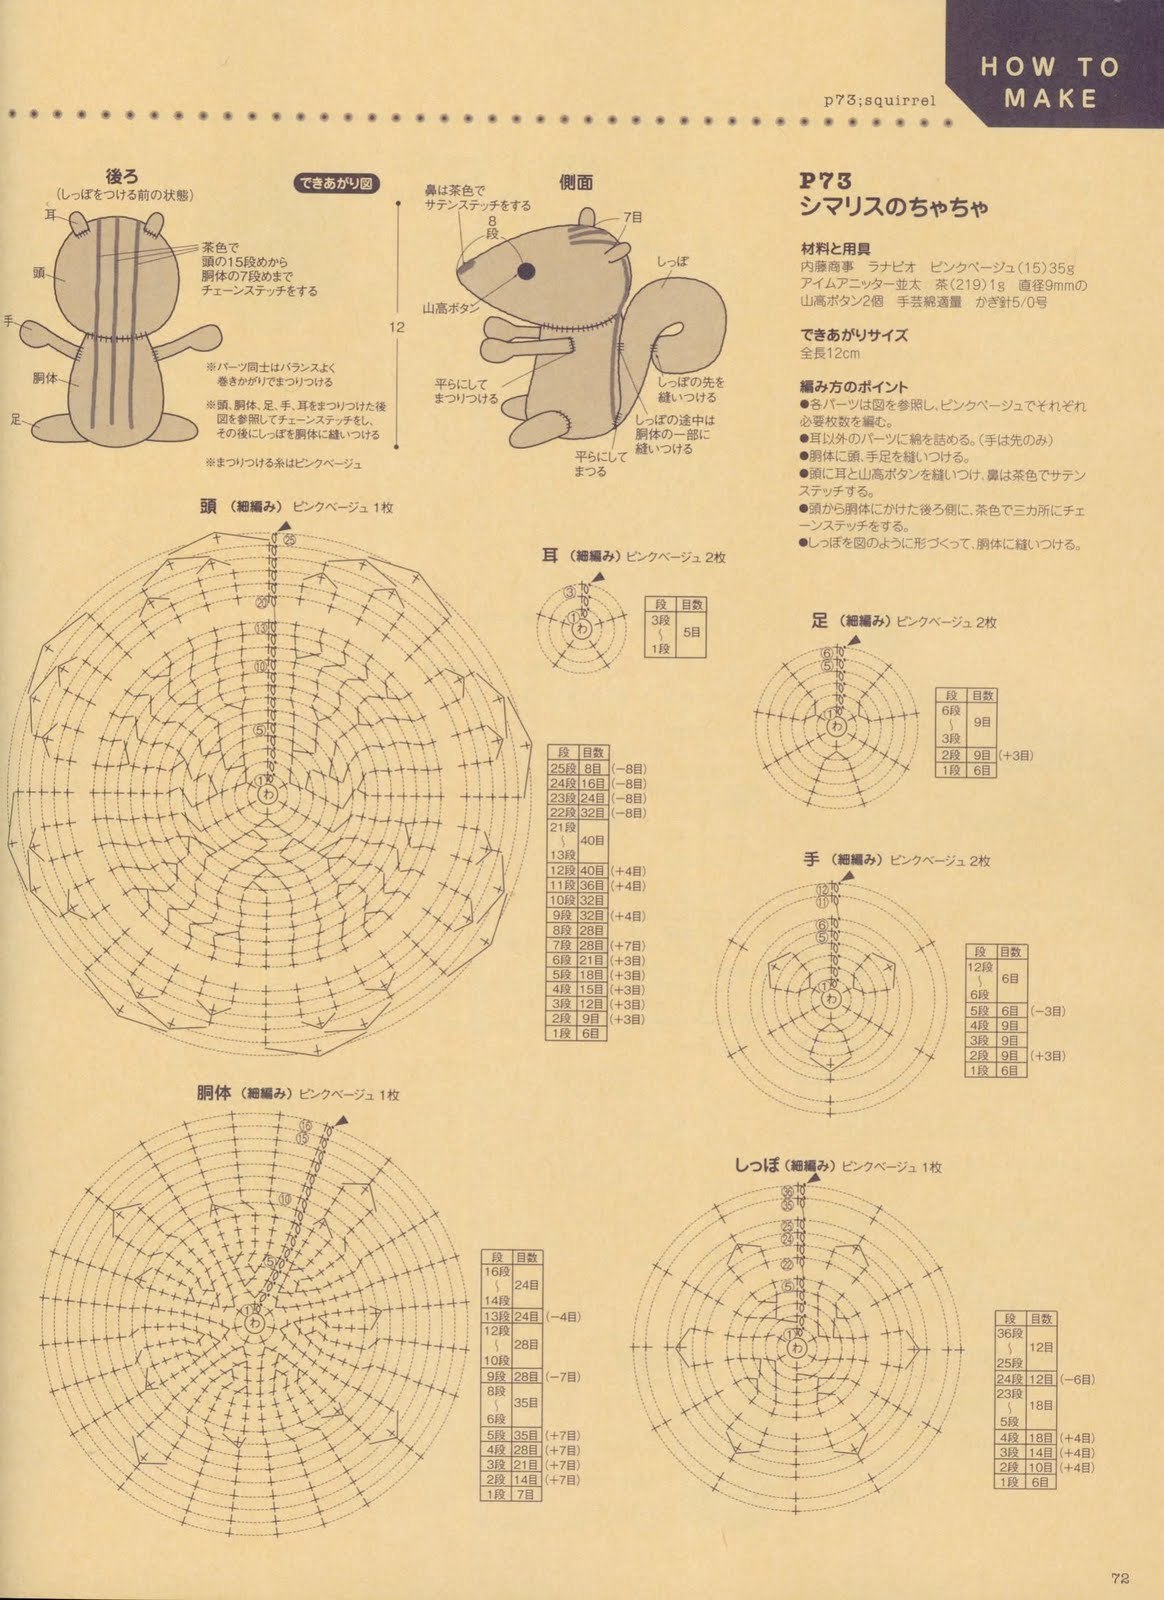 HOW TO
MAKE
p73;squirrel
後ろ
(しっぽをつける前の状態)
できあがり図
耳
頭
手
胴体
足
茶色で
頭の15段めから
胴体の7段めまで
チェーンステッチをする
※パーツ同士はバランスよく
巻きかがりでまつりつける
※頭、胴体、足、手、耳をまつりつけた後
図を参照してチェーンステッチをし、
その後にしっぽを胴体に縫いつける
※まつりつける糸はピンクベージュ
12
側面
鼻は茶色で
サテンステッチをする
8
段
7目
しっぽ
山高ボタン
平らにして
まつりつける
しっぽの先を
縫いつける
しっぽの途中は
胴体の一部に
縫いつける
平らにして
まつる
P73
シマリスのちゃちゃ
材料と用具
内藤商事 ラナピオ ピンクベージュ(15)35g
アイムアニッター並太 茶(219)1g 直径9mmの
山高ボタン2個 手芸綿適量 かぎ針5/0号
できあがりサイズ
全長12cm
編み方のポイント
●各パーツは図を参照し、ピンクベージュでそれぞれ
必要枚数を編む。
●耳以外のパーツに綿を詰める。(手は先のみ)
●胴体に頭、手足を縫いつける。
●頭に耳と山高ボタンを縫いつけ、鼻は茶色でサテン
ステッチする。
●頭から胴体にかけた後ろ側に、茶色で三カ所にチェ
ーンステッチをする。
●しっぽを図のように形づくって、胴体に縫いつける。
頭 (細編み) ピンクベージュ 1枚
㉕
⑳
⑬
⑩
⑤
①
わ
段 目数
25段 8目 (−8目)
24段 16目 (−8目)
23段 24目 (−8目)
22段 32目 (−8目)
21段
〜 40目
13段
12段 40目 (+4目)
11段 36目 (+4目)
10段 32目
9段 32目 (+4目)
8段 28目
7段 28目 (+7目)
6段 21目 (+3目)
5段 18目 (+3目)
4段 15目 (+3目)
3段 12目 (+3目)
2段 9目 (+3目)
1段 6目
耳 (細編み) ピンクベージュ 2枚
③
①
わ
段 目数
3段
〜 5目
1段
足 (細編み) ピンクベージュ 2枚
⑥
⑤
①
わ
段 目数
6段
〜 9目
3段
2段 9目 (+3目)
1段 6目
手 (細編み) ピンクベージュ 2枚
⑫
⑪
⑥
⑤
①
わ
段 目数
12段
〜 6目
6段
5段 6目 (−3目)
4段 9目
3段 9目
2段 9目 (+3目)
1段 6目
胴体 (細編み) ピンクベージュ 1枚
⑯
⑮
⑩
⑤
①
わ
段 目数
16段
〜 24目
14段
13段 24目 (−4目)
12段
〜 28目
10段
9段 28目 (−7目)
8段
〜 35目
6段
5段 35目 (+7目)
4段 28目 (+7目)
3段 21目 (+7目)
2段 14目 (+7目)
1段 7目
しっぽ (細編み) ピンクベージュ 1枚
㊱
㉟
㉕
㉔
㉒
⑤
①
わ
段 目数
36段
〜 12目
25段
24段 12目 (−6目)
23段
〜 18目
5段
4段 18目 (+4目)
3段 14目 (+4目)
2段 10目 (+4目)
1段 6目
72